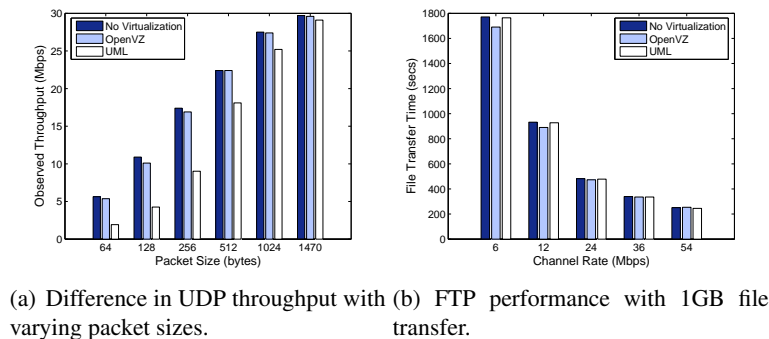 No Virtualization
OpenVZ
UML
30
25
20
15
10
5
0
Observed Throughput (Mbps)
64 128 256 512 1024 1470
Packet Size (bytes)
No Virtualization
OpenVZ
UML
1800
1600
1400
1200
1000
800
600
400
200
0
File Transfer Time (secs)
6 12 24 36 54
Channel Rate (Mbps)
(a) Difference in UDP throughput with
varying packet sizes.
(b) FTP performance with 1GB file
transfer.